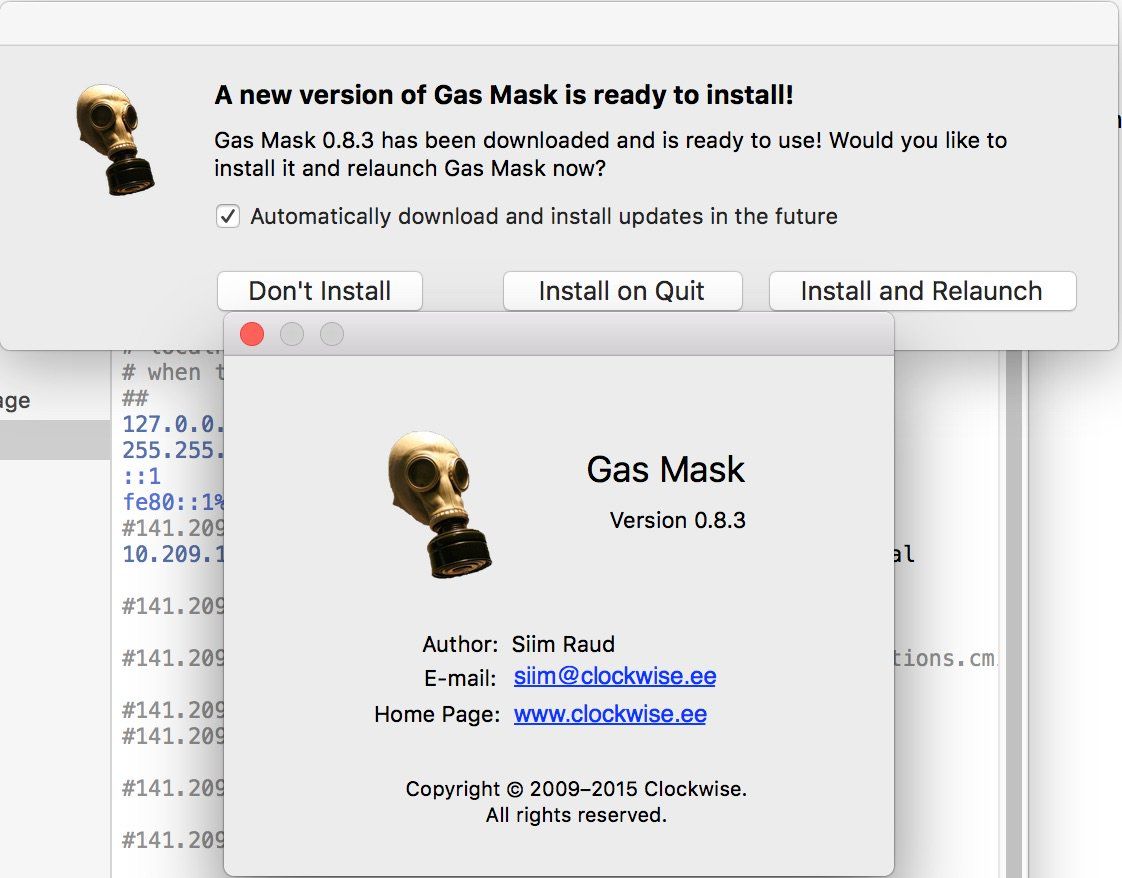 A new version of Gas Mask is ready to install!
Gas Mask 0.8.3 has been downloaded and is ready to use! Would you like to
install it and relaunch Gas Mask now?
Automatically download and install updates in the future
Don't Install
Install on Quit
Install and Relaunch
# when
##
127.0.0.
255.255.
::1
fe80::1%
#141.209
10.209.1
#141.209
#141.209
#141.209
#141.209
#141.209
#141.209
Gas Mask
Version 0.8.3
Author: Siim Raud
E-mail: siim@clockwise.ee
Home Page: www.clockwise.ee
Copyright © 2009–2015 Clockwise.
All rights reserved.